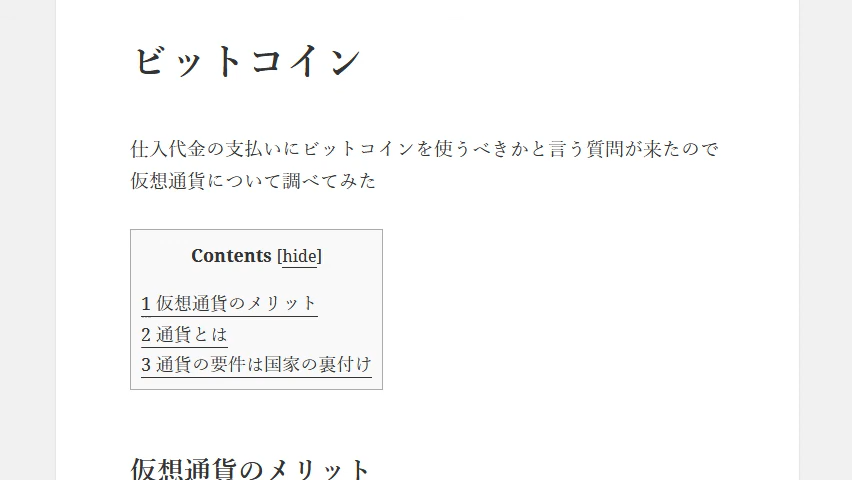 ビットコイン
仕入代金の支払いにビットコインを使うべきかと言う質問が来たので
仮想通貨について調べてみた
Contents [hide]
1 仮想通貨のメリット
2 通貨とは
3 通貨の要件は国家の裏付け
仮想通貨のメリット